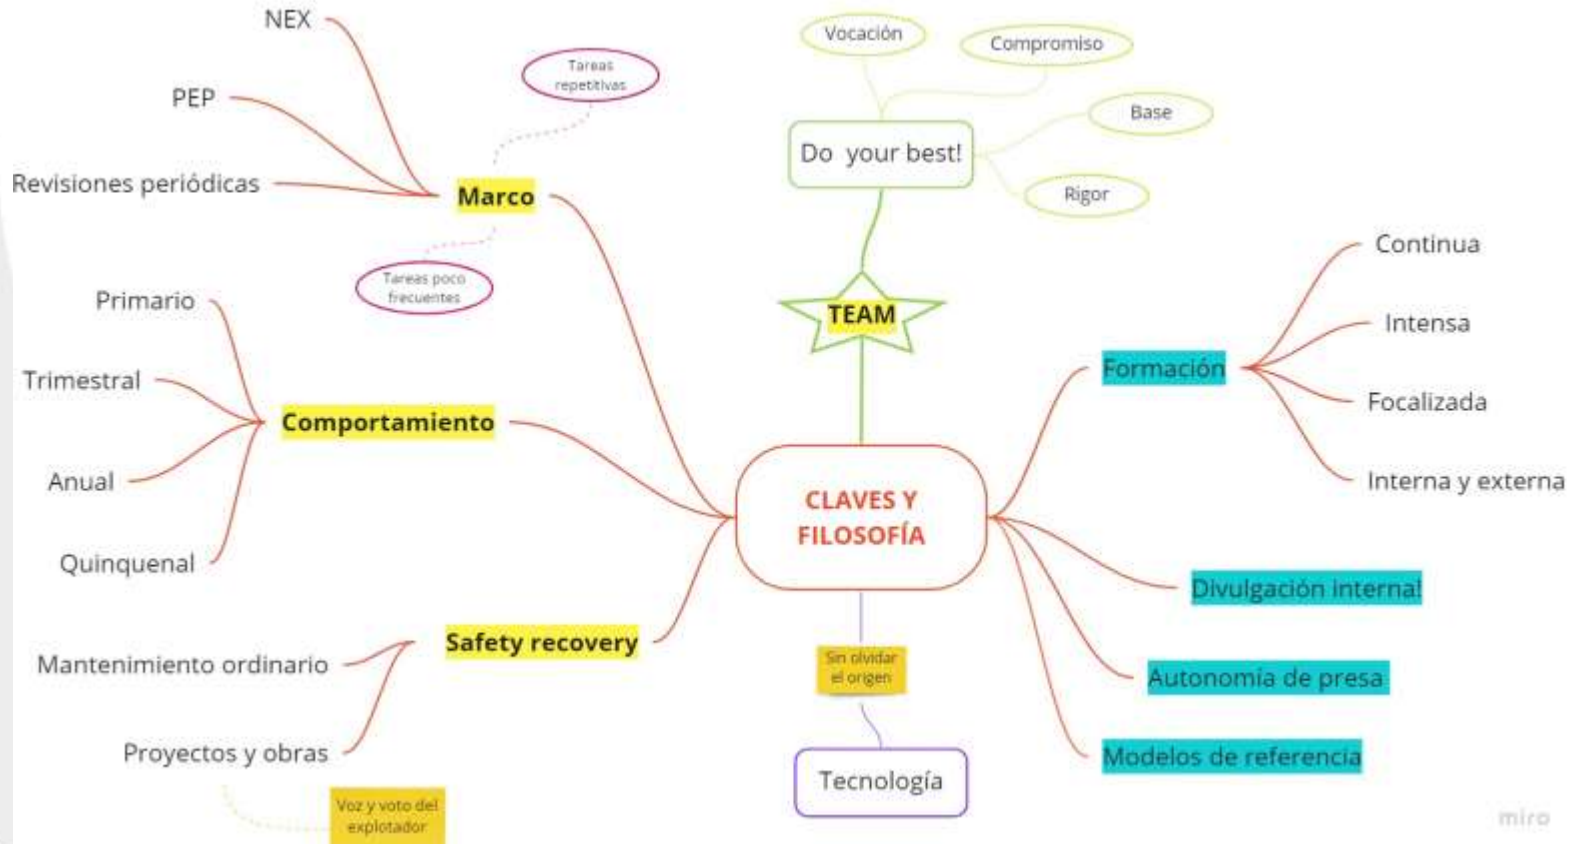 NEX
PEP
Revisiones periódicas
Marco
Tareas
repetitivas
Tareas poco
frecuentes
Primario
Trimestral
Anual
Quinquenal
Comportamiento
Safety recovery
Mantenimiento ordinario
Proyectos y obras
Voz y voto del
explotador
Vocación
Compromiso
Base
Rigor
Do your best!
TEAM
CLAVES Y
FILOSOFÍA
Sin olvidar
el origen
Tecnología
Formación
Continua
Intensa
Focalizada
Interna y externa
Divulgación interna!
Autonomía de presa
Modelos de referencia
miro